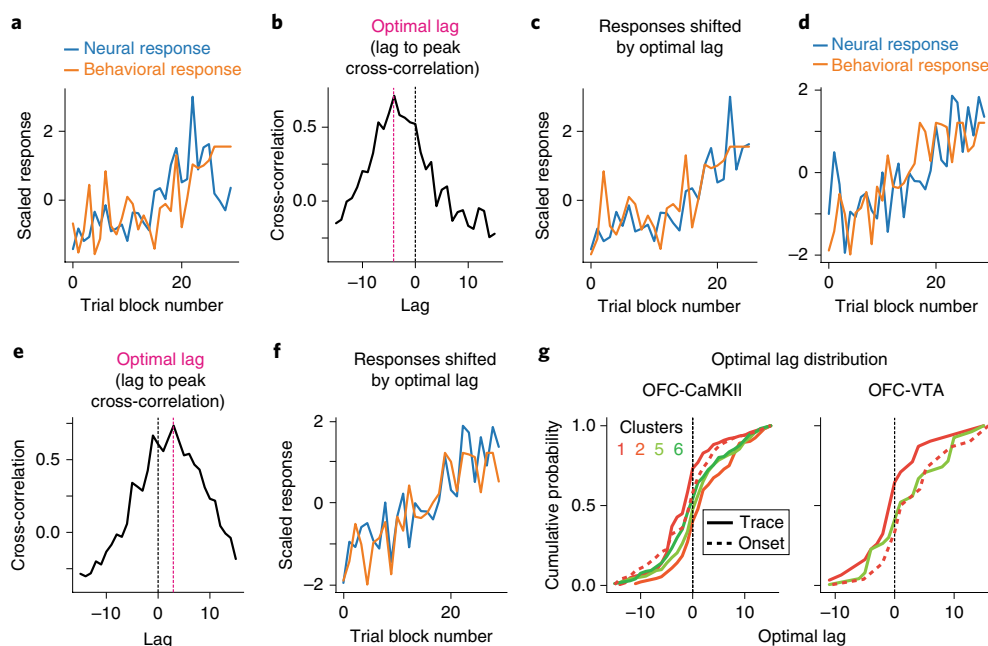 a
Neural response
Behavioral response
Scaled response
2
0
0
20
Trial block number
b
Optimal lag
(lag to peak
cross-correlation)
Cross-correlation
0.5
0.0
−10
0
10
Lag
c
Responses shifted
by optimal lag
Scaled response
2
0
0
20
Trial block number
d
Neural response
Behavioral response
2
0
−2
0
20
Trial block number
e
Optimal lag
(lag to peak
cross-correlation)
Cross-correlation
0.5
0.0
−10
0
10
Lag
f
Responses shifted
by optimal lag
Scaled response
2
0
−2
0
20
Trial block number
g
Optimal lag distribution
OFC-CaMKII
OFC-VTA
Cumulative probability
1.0
0.5
0.0
Clusters
1 2 5 6
Trace
Onset
−10
0
10
−10
0
10
Optimal lag